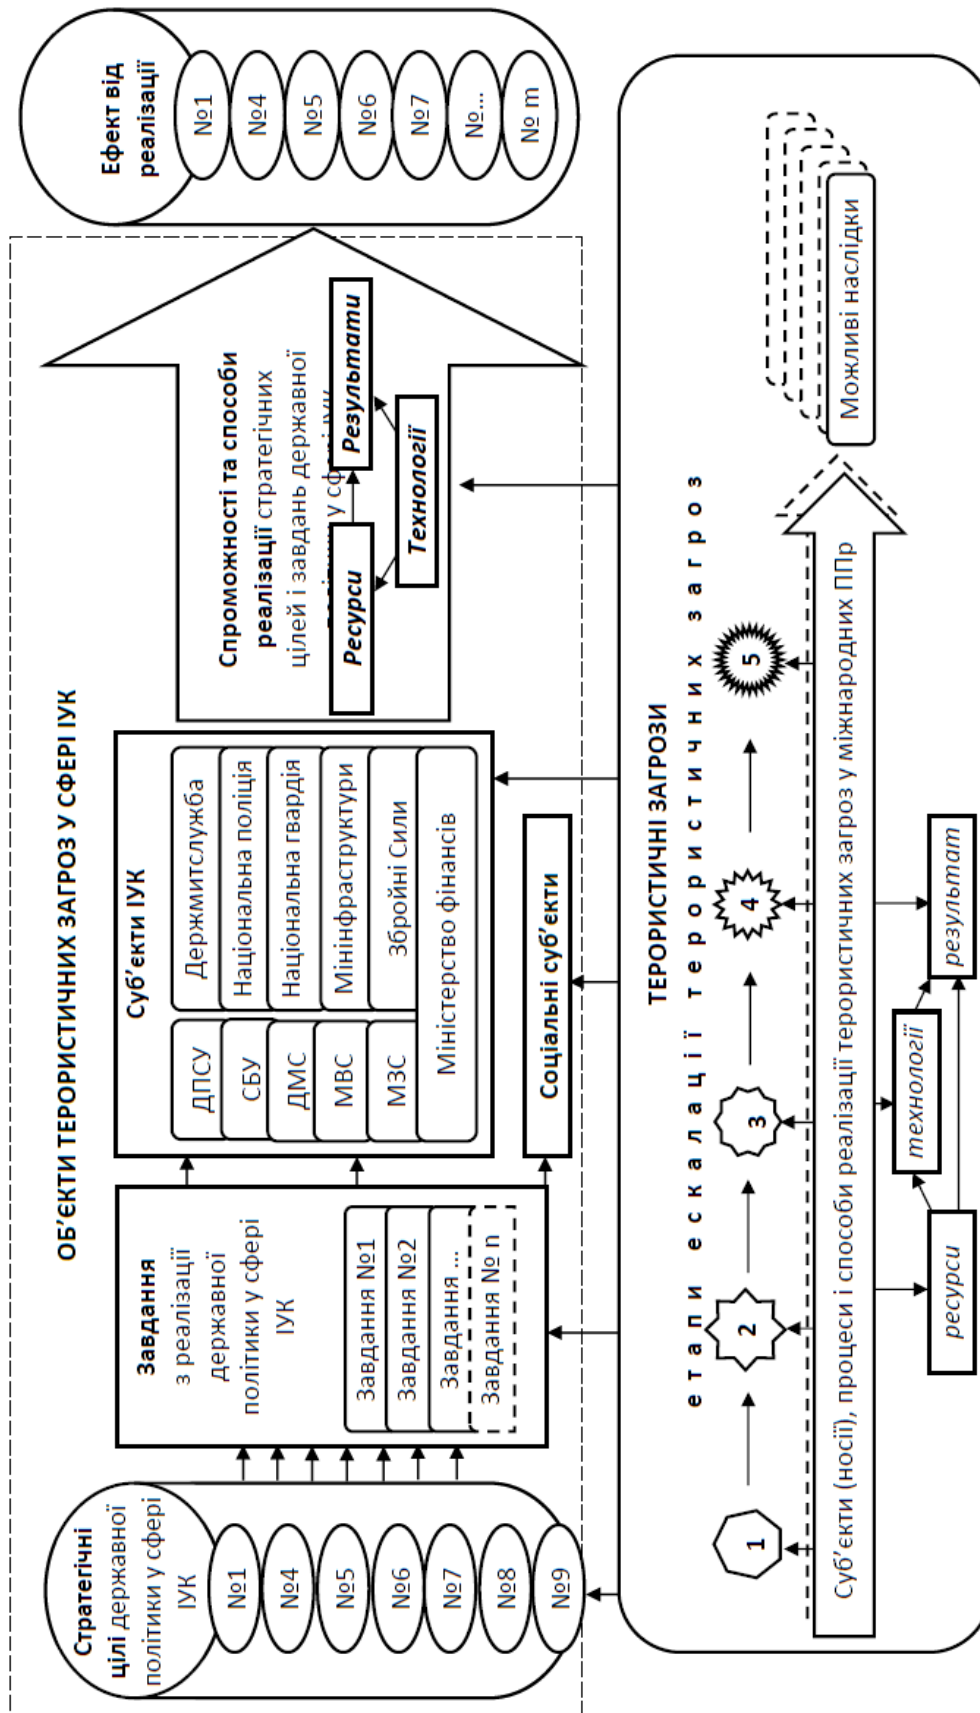 ОБ’ЄКТИ ТЕРОРИСТИЧНИХ ЗАГРОЗ У СФЕРІ ІУК
Стратегічні
цілі державної
політики у сфері
ІУК
№1
№4
№5
№6
№7
№8
№9
Завдання
з реалізації
державної
політики у сфері
ІУК
Завдання №1
Завдання №2
Завдання ...
Завдання № n
Суб’єкти ІУК
ДПСУ
Держмитслужба
СБУ
Національна поліція
ДМС
Національна гвардія
МВС
Мінінфраструктури
МЗС
Збройні Сили
Міністерство фінансів
Соціальні суб’єкти
Спроможності та способи
реалізації стратегічних
цілей і завдань державної
у сфері ІУК
Ресурси
Результати
Технології
Ефект від
реалізації
№1
№4
№5
№6
№7
№...
№ m
ТЕРОРИСТИЧНІ ЗАГРОЗИ
етапи ескалації терористичних загроз
1
2
3
4
5
Суб’єкти (носії), процеси і способи реалізації терористичних загроз у міжнародних ППр
Можливі наслідки
ресурси
технології
результат